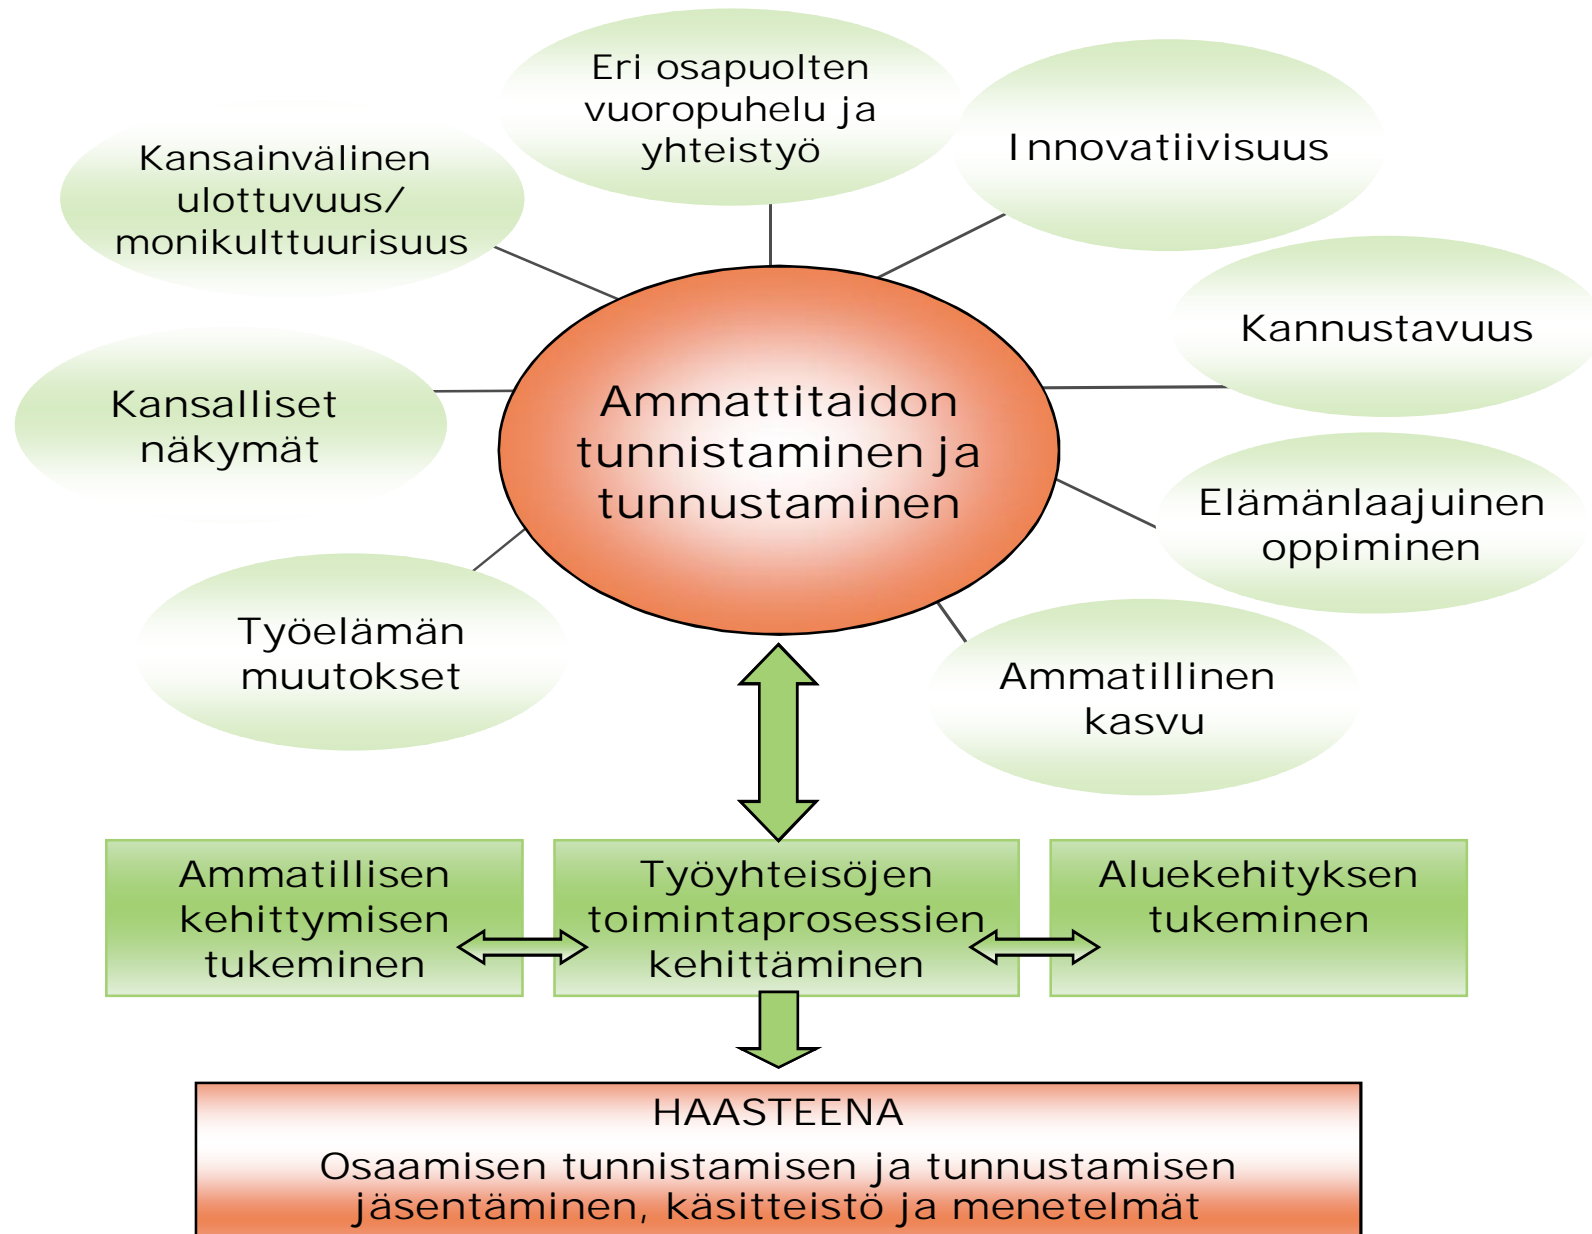 Eri osapuolten
vuoropuhelu ja
yhteistyö
Innovatiivisuus
Kansainvälinen
ulottuvuus/
monikulttuurisuus
Kannustavuus
Kansalliset
näkymät
Ammattitaidon
tunnistaminen ja
tunnustaminen
Elämänlaajuinen
oppiminen
Työelämän
muutokset
Ammatillinen
kasvu
Ammatillisen
kehittymisen
tukeminen
Työyhteisöjen
toimintaprosessien
kehittäminen
Aluekehityksen
tukeminen
HAASTEENA
Osaamisen tunnistamisen ja tunnustamisen
jäsentäminen, käsitteistö ja menetelmät